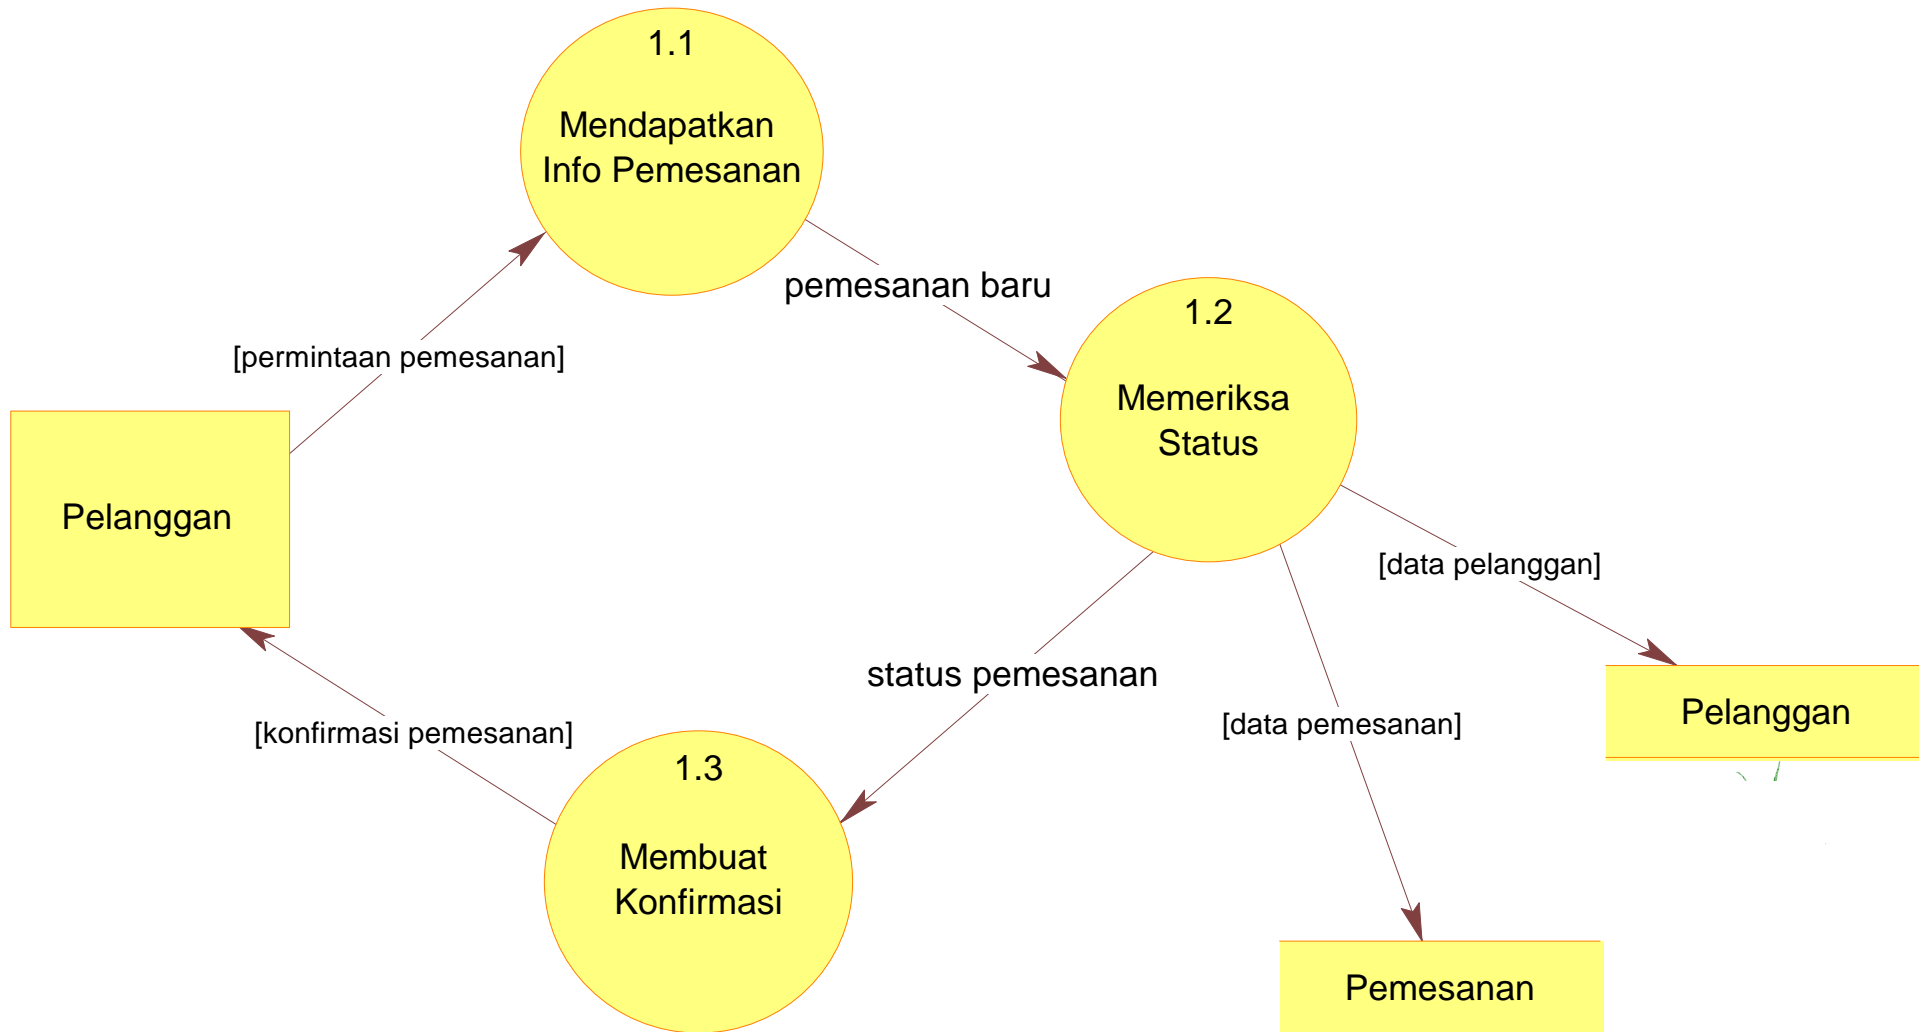 1.1
Mendapatkan
Info Pemesanan
pemesanan baru
1.2
Memeriksa
Status
[permintaan pemesanan]
Pelanggan
[data pelanggan]
status pemesanan
[data pemesanan]
Pelanggan
[konfirmasi pemesanan]
1.3
Membuat
Konfirmasi
Pemesanan